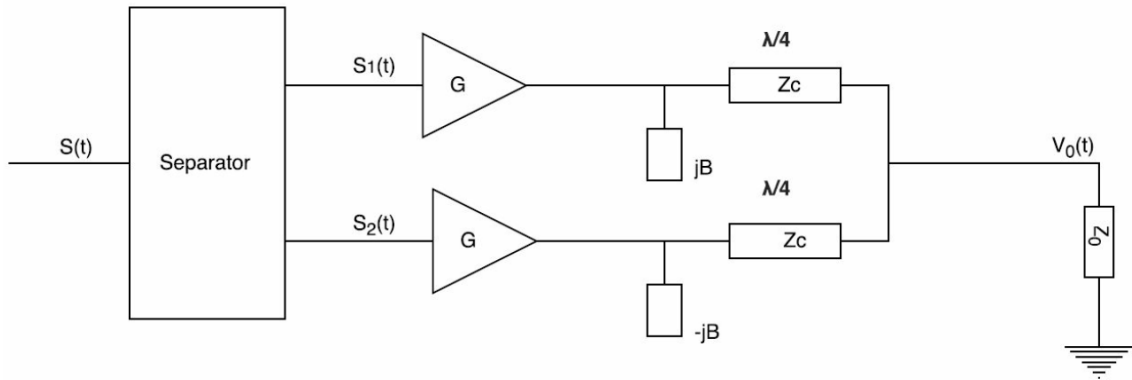 λ/4
S1(t)
G
Zc
S(t)
Separator
V0(t)
jB
λ/4
S2(t)
G
Zc
Z0
-jB